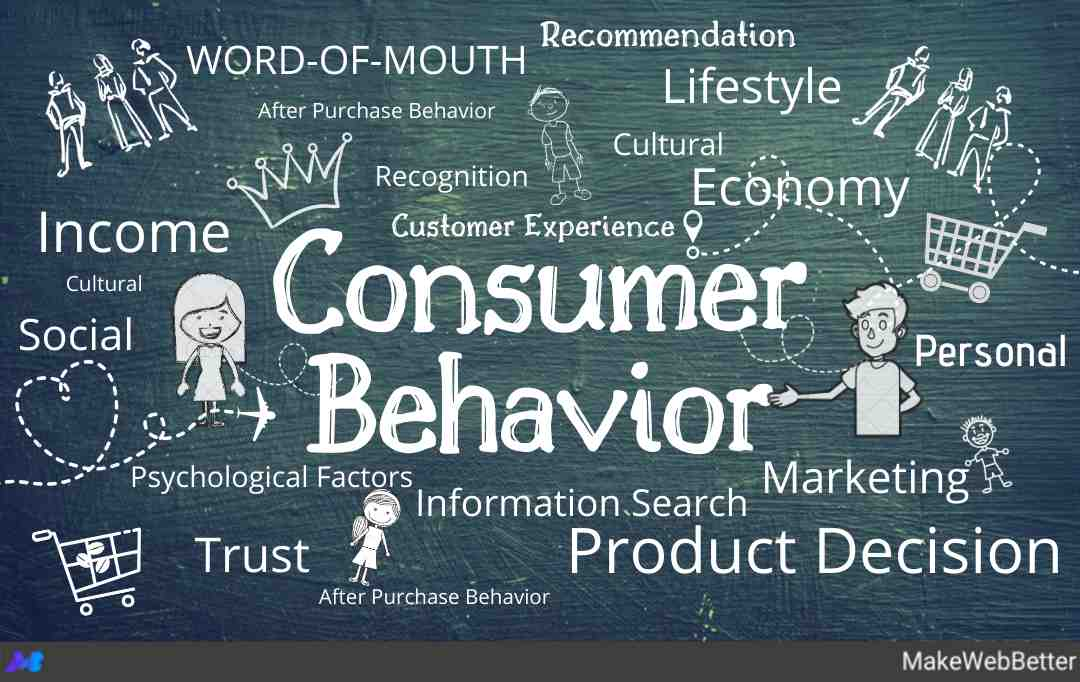 Recommendation
WORD-OF-MOUTH
Lifestyle
After Purchase Behavior
Cultural
Recognition
Economy
Income
Customer Experience
Cultural
Consumer
Social
Personal
Behavior
Psychological Factors
Marketing
Information Search
Trust
Product Decision
After Purchase Behavior
MakeWebBetter